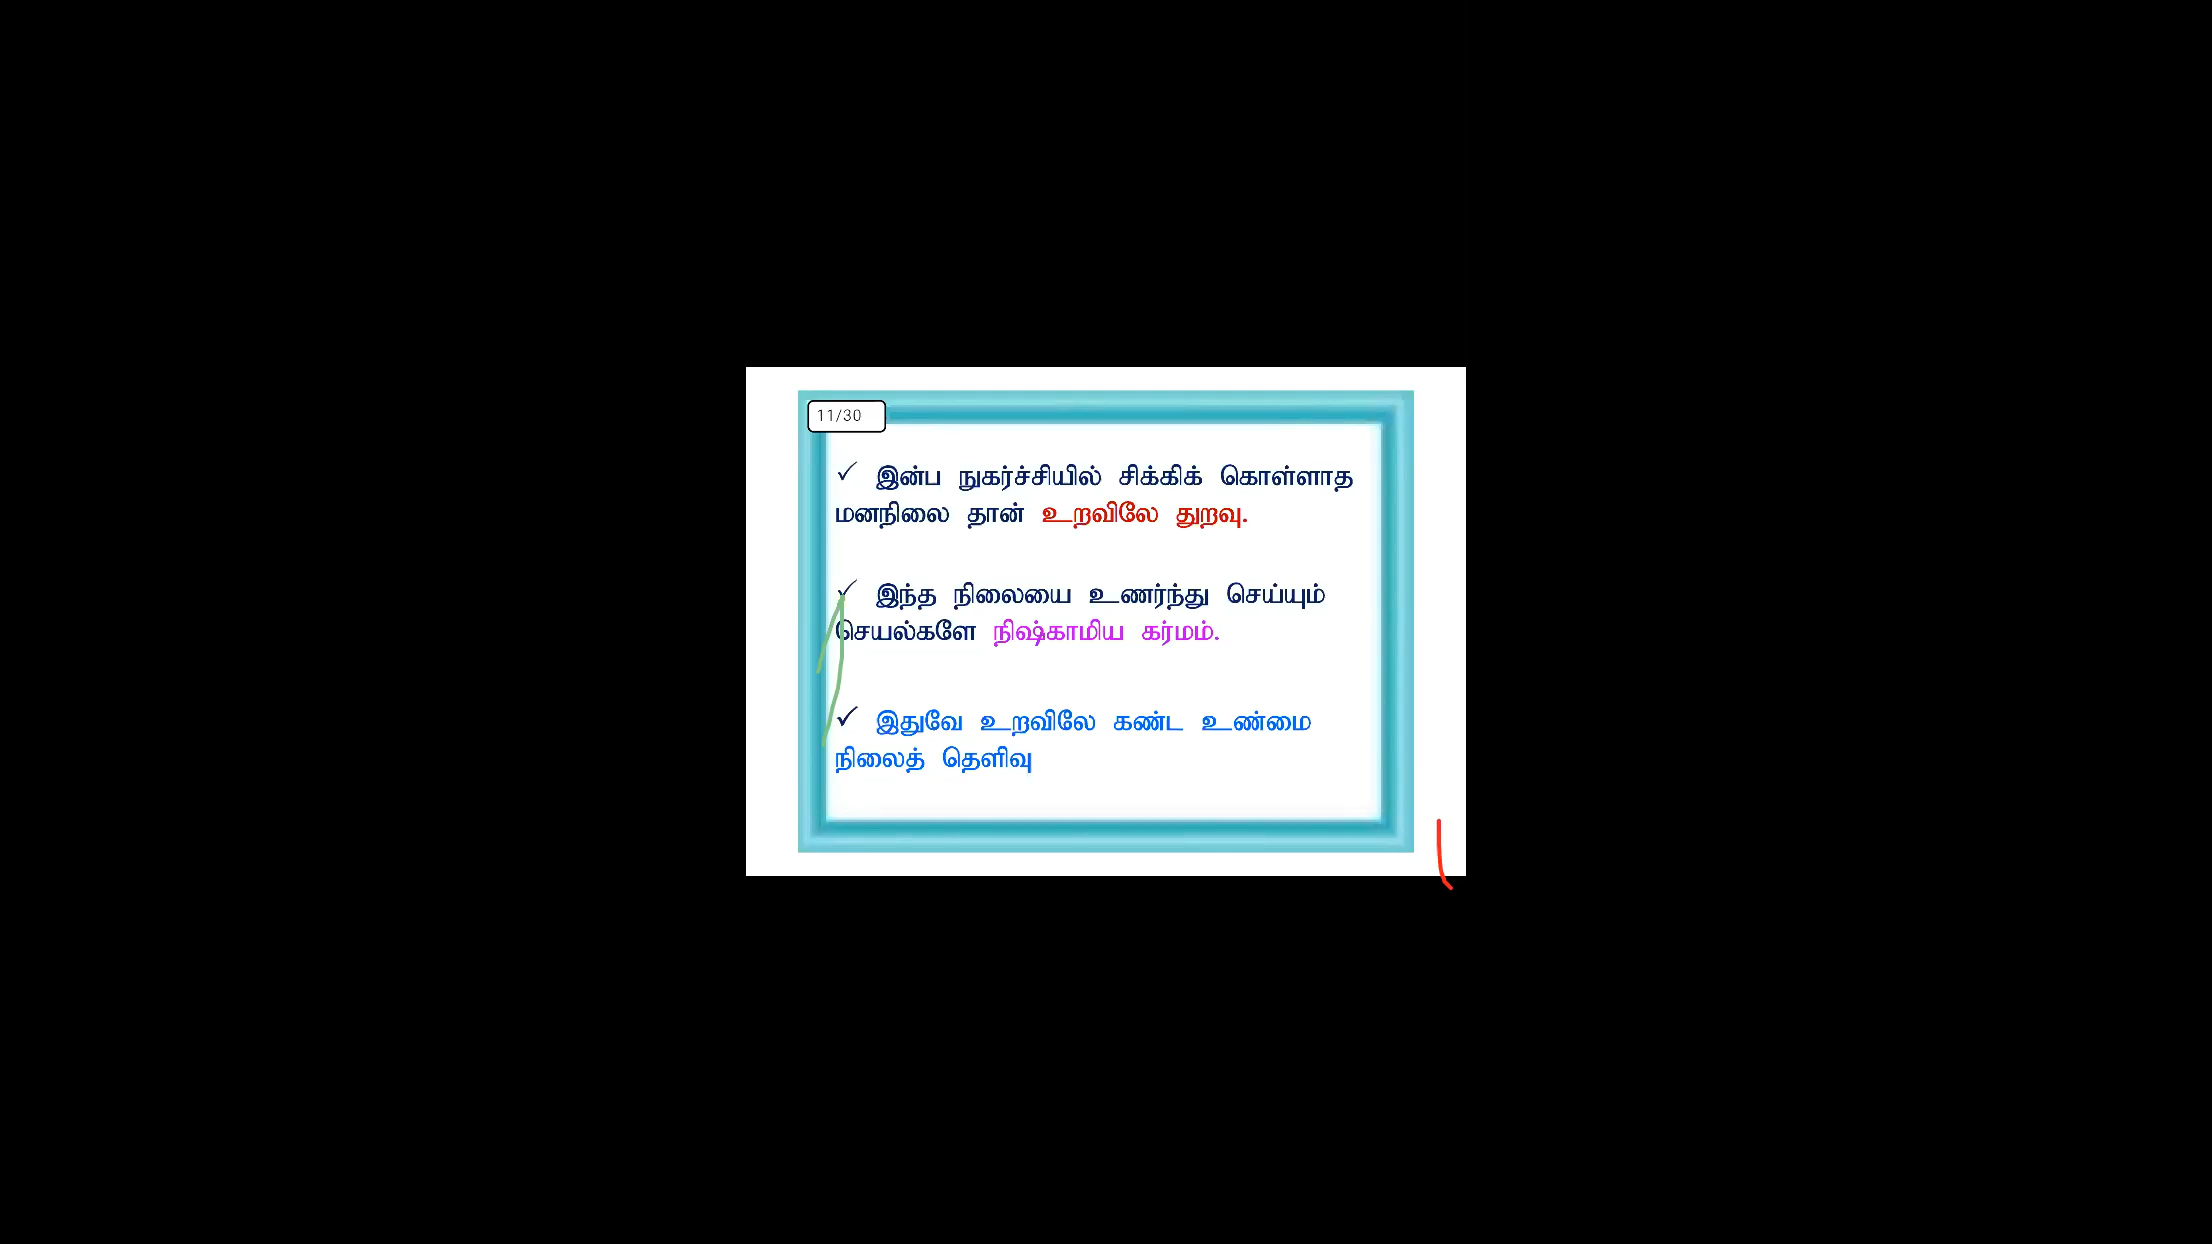 11/30
✓ இன்ப நுகர்ச்சியில் சிக்கிக் கொள்ளாத
மனநிலை தான் உறவிலே துறவு.
✓ இந்த நிலையை உணர்ந்து செய்யும்
செயல்களே நிஷ்காமிய கர்மம்.
✓ இதுவே உறவிலே கண்ட உண்மை
நிலைத் தெளிவு